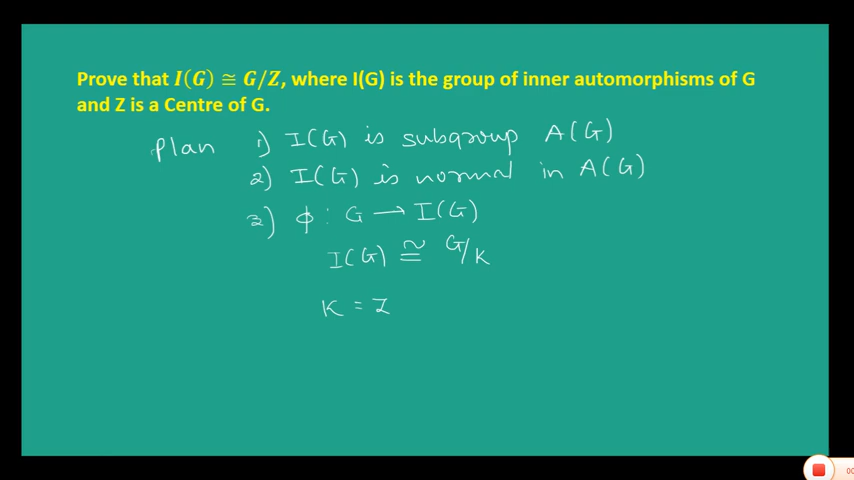 Prove that I(G) ≅ G/Z, where I(G) is the group of inner automorphisms of G
and Z is a Centre of G.
Plan 1) I(G) is subgroup A(G)
2) I(G) is normal in A(G)
3) ϕ : G → I(G)
I(G) ≅ G/K
K = Z
00